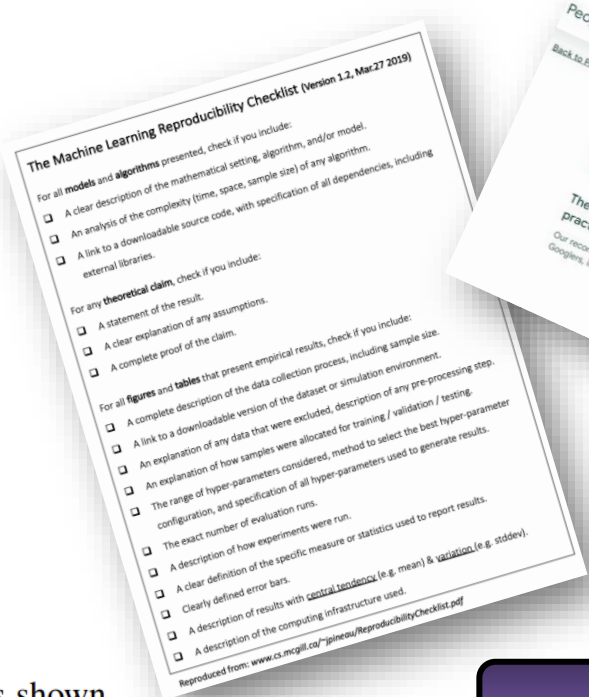 The Machine Learning Reproducibility Checklist (Version 1.2, Mar.27 2019)
For all models and algorithms presented, check if you include:
❑ A clear description of the mathematical setting, algorithm, and/or model.
❑ An analysis of the complexity (time, space, sample size) of any algorithm.
❑ A link to a downloadable source code, with specification of all dependencies, including
external libraries.
For any theoretical claim, check if you include:
❑ A statement of the result.
❑ A clear explanation of any assumptions.
❑ A complete proof of the claim.
For all figures and tables that present empirical results, check if you include:
❑ A complete description of the data collection process, including sample size.
❑ A link to a downloadable version of the dataset or simulation environment.
❑ An explanation of any data that were excluded, description of any pre-processing step.
❑ An explanation of how samples were allocated for training / validation / testing.
❑ The range of hyper-parameters considered, method to select the best hyper-parameter
configuration, and specification of all hyper-parameters used to generate results.
❑ The exact number of evaluation runs.
❑ A description of how experiments were run.
❑ A clear definition of the specific measure or statistics used to report results.
❑ Clearly defined error bars.
❑ A description of results with central tendency (e.g. mean) & variation (e.g. stddev).
❑ A description of the computing infrastructure used.
Reproduced from: www.cs.mcgill.ca/~jpineau/ReproducibilityChecklist.pdf
Back to
The
Our
Googlers,
shown